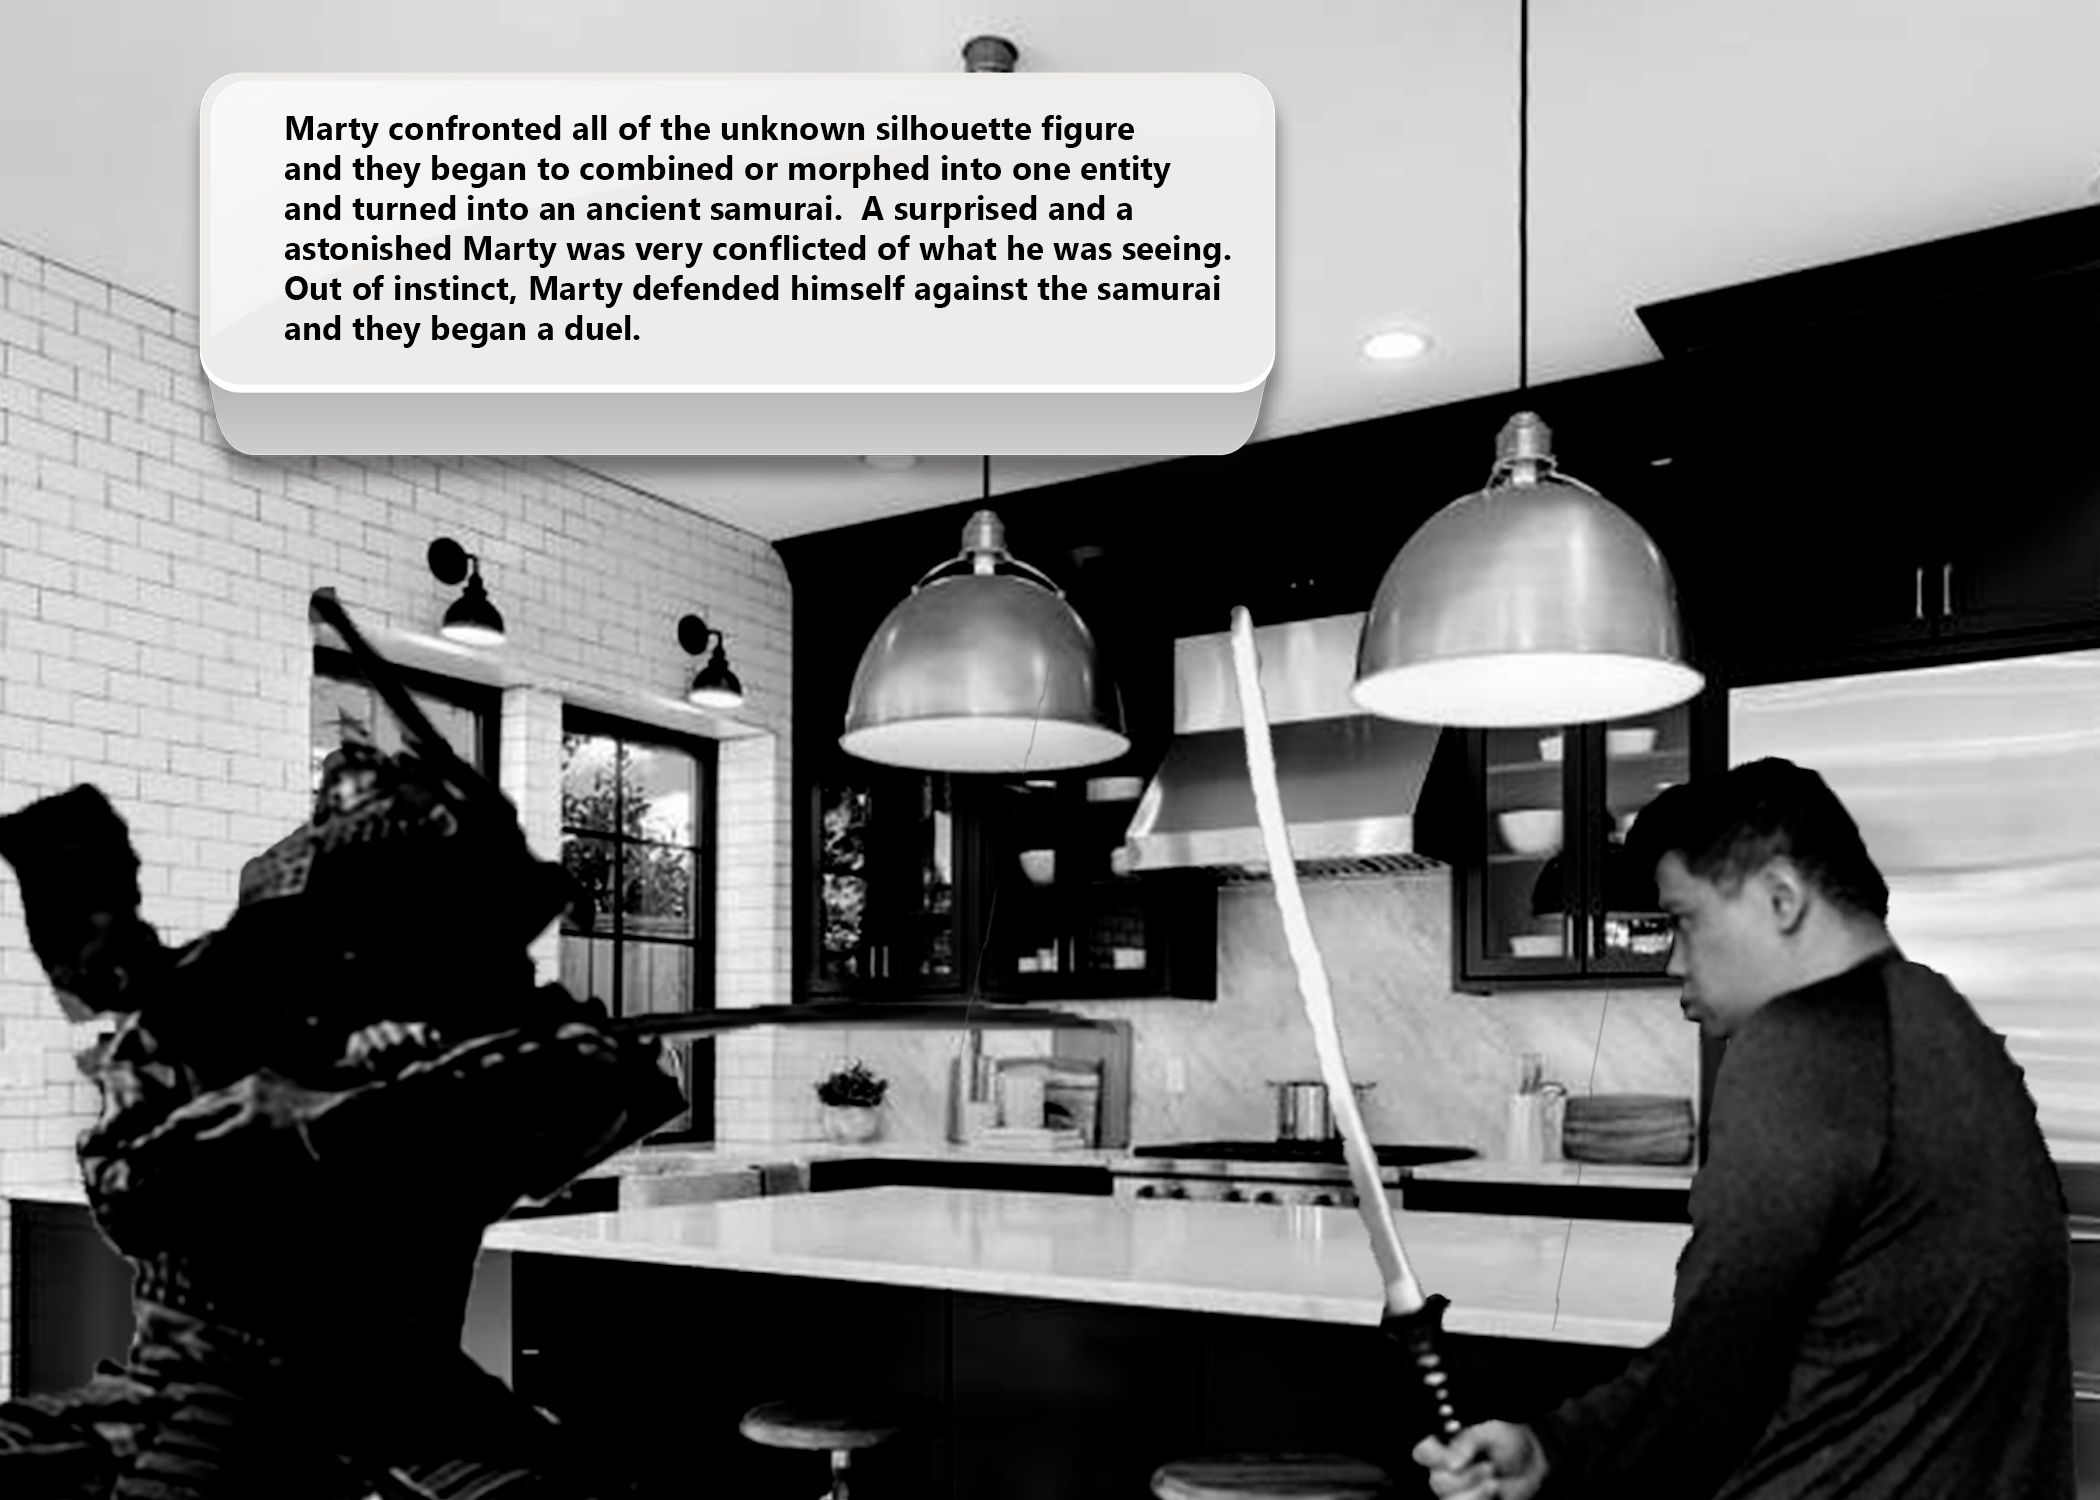 Marty confronted all of the unknown silhouette figure
and they began to combined or morphed into one entity
and turned into an ancient samurai.  A surprised and a
astonished Marty was very conflicted of what he was seeing.
Out of instinct, Marty defended himself against the samurai
and they began a duel.